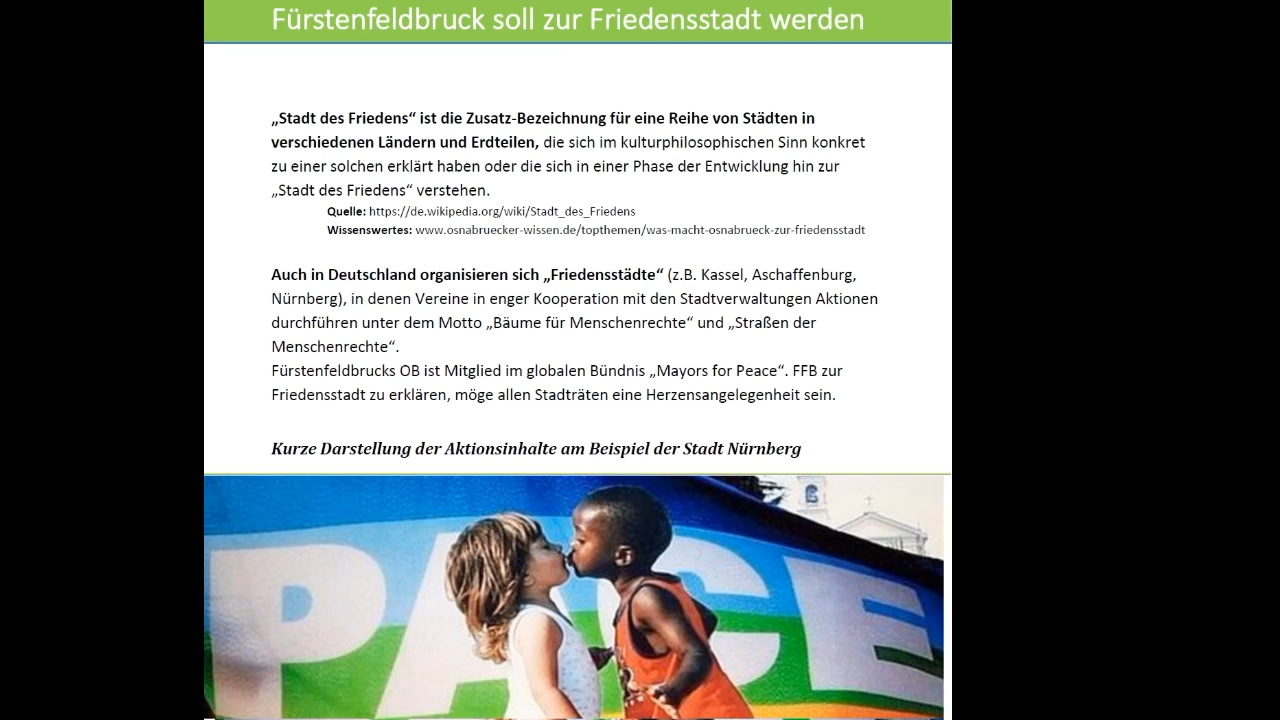 Fürstenfeldbruck soll zur Friedensstadt werden
„Stadt des Friedens“ ist die Zusatz-Bezeichnung für eine Reihe von Städten in
verschiedenen Ländern und Erdteilen, die sich im kulturphilosophischen Sinn konkret
zu einer solchen erklärt haben oder die sich in einer Phase der Entwicklung hin zur
„Stadt des Friedens“ verstehen.
Quelle: https://de.wikipedia.org/wiki/Stadt_des_Friedens
Wissenswertes: www.osnabruecker-wissen.de/topthemen/was-macht-osnabrueck-zur-friedensstadt
Auch in Deutschland organisieren sich „Friedensstädte“ (z.B. Kassel, Aschaffenburg,
Nürnberg), in denen Vereine in enger Kooperation mit den Stadtverwaltungen Aktionen
durchführen unter dem Motto „Bäume für Menschenrechte“ und „Straßen der
Menschenrechte“.
Fürstenfeldbrucks OB ist Mitglied im globalen Bündnis „Mayors for Peace“. FFB zur
Friedensstadt zu erklären, möge allen Stadträten eine Herzensangelegenheit sein.
Kurze Darstellung der Aktionsinhalte am Beispiel der Stadt Nürnberg
PACE